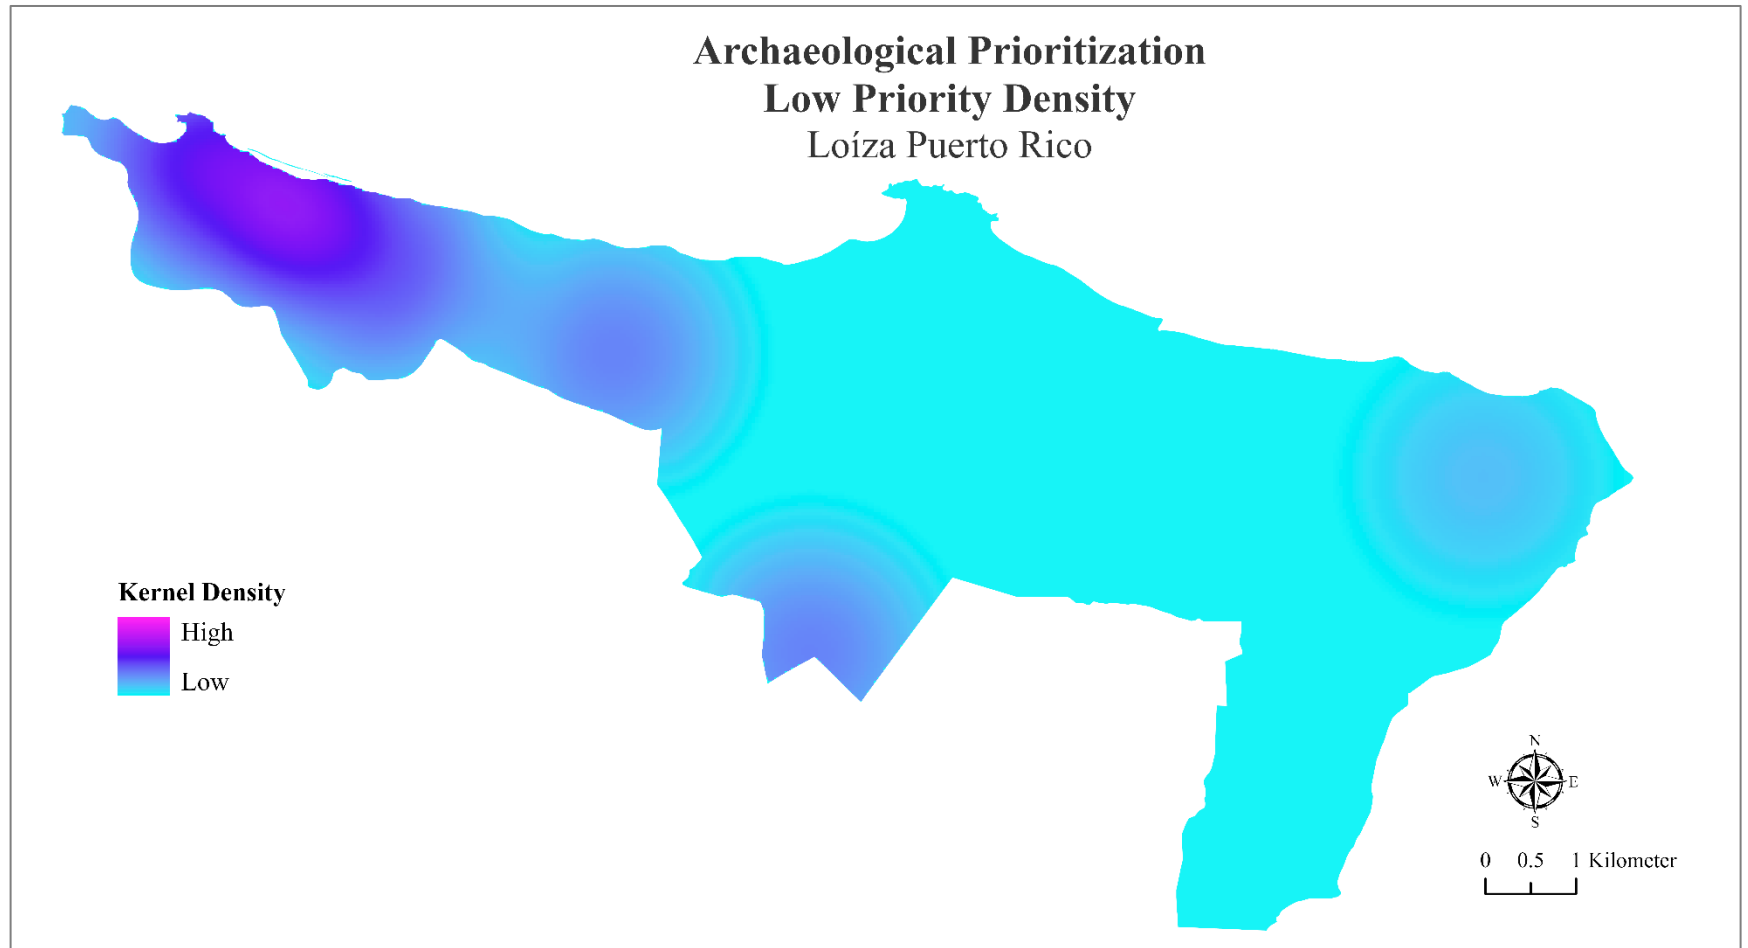 Archaeological Prioritization
Low Priority Density
Loíza Puerto Rico
Kernel Density
High
Low
N
W E
S
0 0.5 1 Kilometer